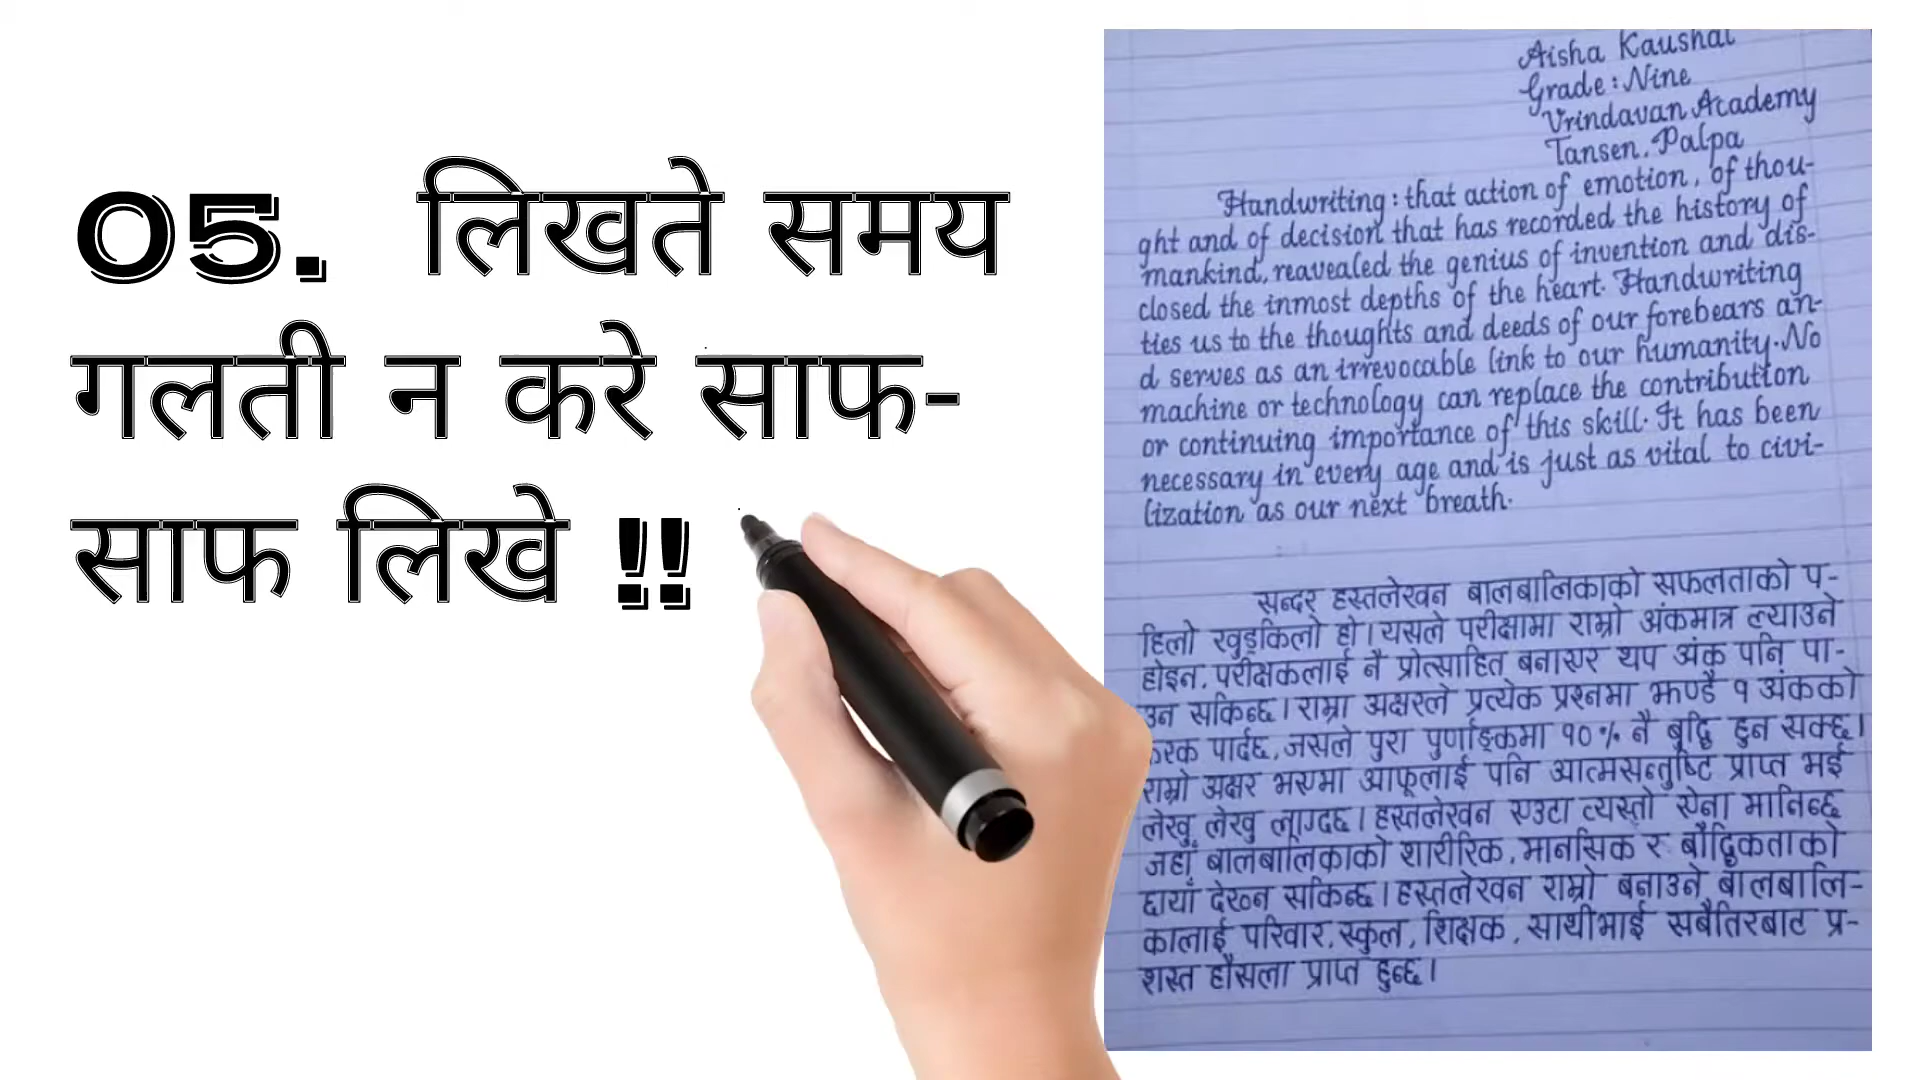 05. लिखते समय
गलती न करे साफ-
साफ लिखे !!
Aisha Kaushal
Grade: Nine
Vrindavan Academy
Tansen, Palpa
Handwriting: that action of emotion, of thou-
ght and of decision that has recorded the history of
mankind, reavealed the genius of invention and dis-
closed the inmost depths of the heart. Handwriting
ties us to the thoughts and deeds of our forebears an-
d serves as an irrevocable link to our humanity. No
machine or technology can replace the contribution
or continuing importance of this skill. It has been
necessary in every age and is just as vital to civi-
lization as our next breath.
सुन्दर हस्तलेखन बालबालिकाको सफलताको प-
हिलो खुड्किलो हो। यसले परीक्षामा राम्रो अंकमात्र ल्याउने
होइन, परीक्षकलाई नै प्रोत्साहित बनाएर थप अंक पनि पा-
उन सकिन्छ। राम्रा अक्षरले प्रत्येक प्रश्नमा झण्डै १ अंकको
फरक पार्दछ, जसले पुरा पुर्णाङ्कमा १०% नै बृद्धि हुन सक्छ।
राम्रो अक्षर भएमा आफूलाई पनि आत्मसन्तुष्टि प्राप्त भई
लेखु लेखु लाग्दछ। हस्तलेखन एउटा त्यस्तो ऐना मानिन्छ
जहाँ बालबालिकाको शारीरिक, मानसिक र बौद्धिकताको
छायाँ देख्न सकिन्छ। हस्तलेखन राम्रो बनाउने बालबालि-
कालाई परिवार, स्कुल, शिक्षक, साथीभाई सबैतिरबाट प्र-
शस्त हौसला प्राप्त हुन्छ।